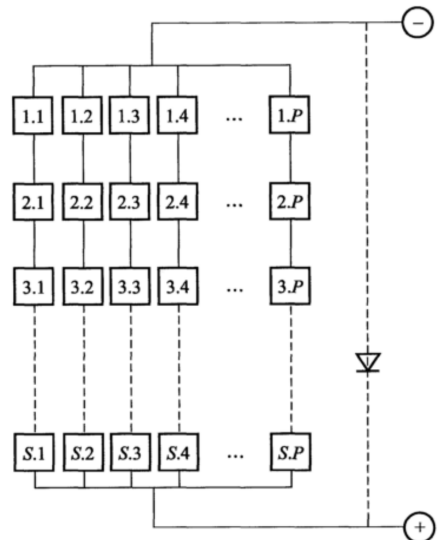 −
1.1 1.2 1.3 1.4 ... 1.P
2.1 2.2 2.3 2.4 ... 2.P
3.1 3.2 3.3 3.4 ... 3.P
S.1 S.2 S.3 S.4 ... S.P
+